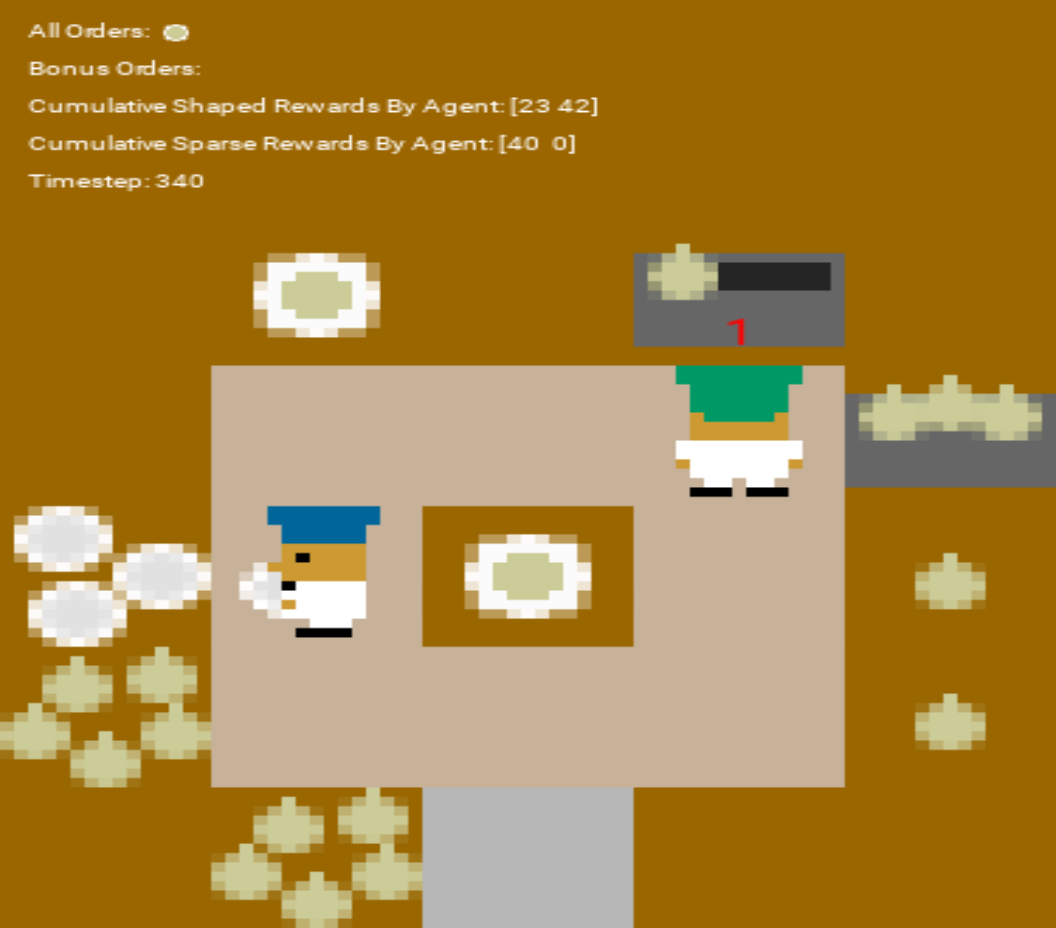 All Orders:
Bonus Orders:
Cumulative Shaped Rewards By Agent: [23 42]
Cumulative Sparse Rewards By Agent: [40 0]
Timestep: 340
1